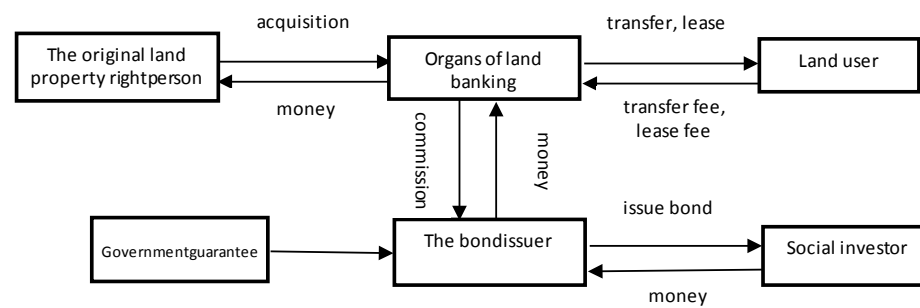 acquisition
transfer, lease
The original land
property rightperson
Organs of land
banking
Land user
money
transfer fee,
lease fee
commission
money
issue bond
Governmentguarantee
The bondissuer
Social investor
money